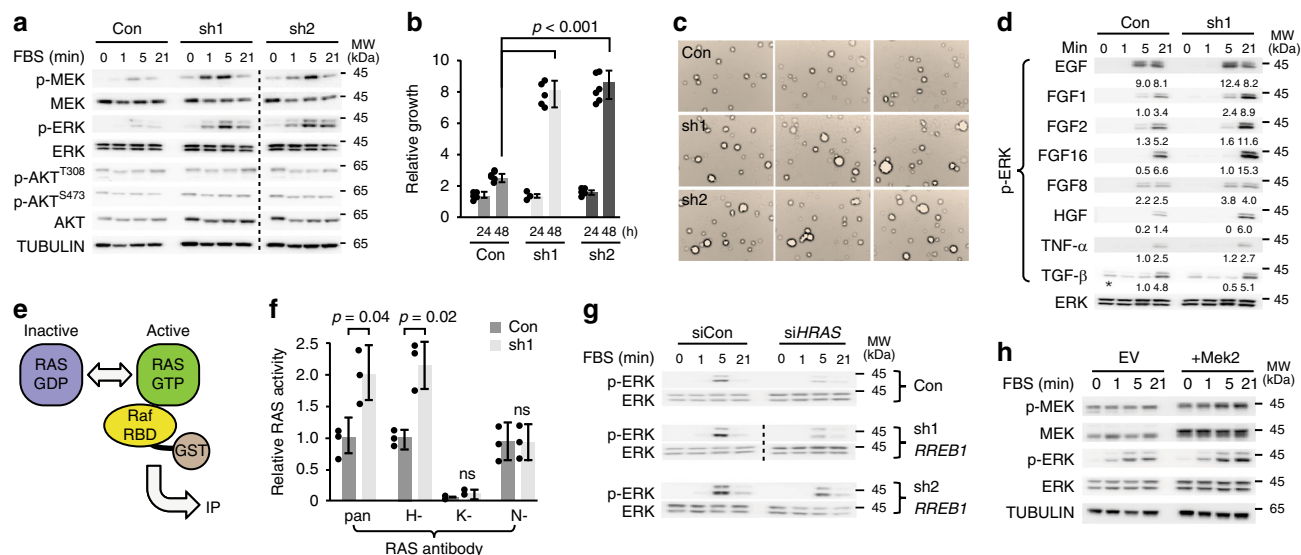 a
Con sh1 sh2
FBS (min) 0 1 5 21 0 1 5 21 0 1 5 21 MW (kDa)
p-MEK 45
MEK 45
p-ERK 45
ERK 45
p-AKT T308 65
p-AKT S473 65
AKT 65
TUBULIN 65
b
p < 0.001
Relative growth
10
8
6
4
2
0
24 48 24 48 24 48 (h)
Con sh1 sh2
c
Con
sh1
sh2
d
Con sh1
Min 0 1 5 21 0 1 5 21 MW (kDa)
p-ERK
EGF 45
9.0 8.1 12.4 8.2
FGF1 45
1.0 3.4 2.4 8.9
FGF2 45
1.3 5.2 1.6 11.6
FGF16 45
0.5 6.6 1.0 15.3
FGF8 45
2.2 2.5 3.8 4.0
HGF 45
0.2 1.4 0 6.0
TNF-α 45
1.0 2.5 1.2 2.7
TGF-β 45
* 1.0 4.8 0.5 5.1
ERK 45
e
Inactive Active
RAS GDP
RAS GTP
Raf RBD
GST
IP
f
p = 0.04 p = 0.02
Con
sh1
ns
ns
Relative RAS activity
2.5
2.0
1.5
1.0
0.5
0
pan H- K- N-
RAS antibody
g
siCon siHRAS
FBS (min) 0 1 5 21 0 1 5 21 MW (kDa)
p-ERK 45
ERK 45
Con
p-ERK 45
ERK 45
sh1
RREB1
p-ERK 45
ERK 45
sh2
RREB1
h
EV +Mek2
FBS (min) 0 1 5 21 0 1 5 21 MW (kDa)
p-MEK 45
MEK 45
p-ERK 45
ERK 45
TUBULIN 65